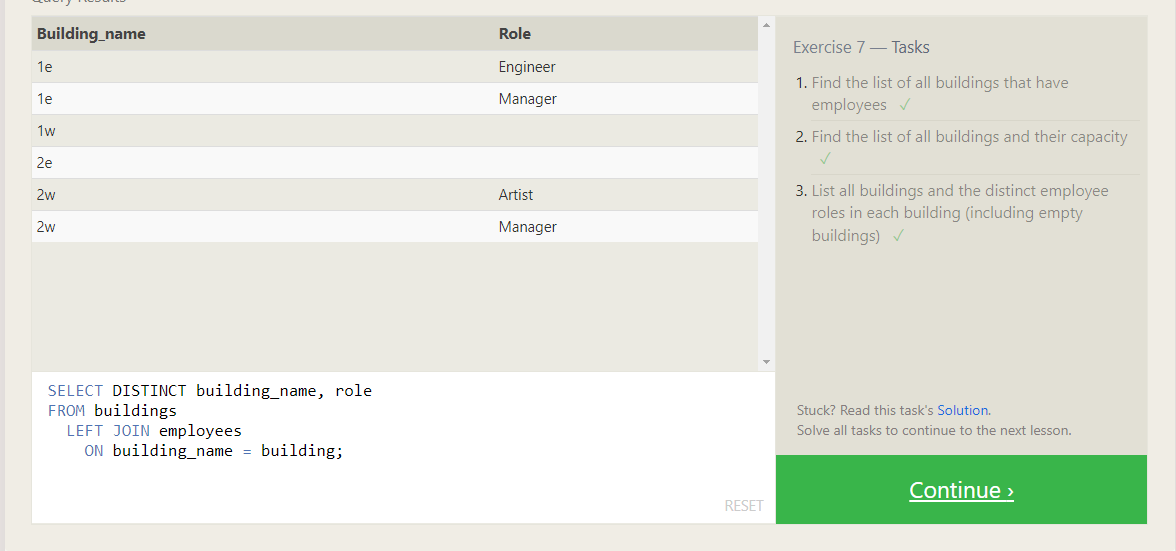 Query Results
Building_name Role
1e Engineer
1e Manager
1w
2e
2w Artist
2w Manager
SELECT DISTINCT building_name, role
FROM buildings
LEFT JOIN employees
ON building_name = building;
RESET
Exercise 7 — Tasks
1. Find the list of all buildings that have
employees ✓
2. Find the list of all buildings and their capacity
✓
3. List all buildings and the distinct employee
roles in each building (including empty
buildings) ✓
Stuck? Read this task's Solution.
Solve all tasks to continue to the next lesson.
Continue ›